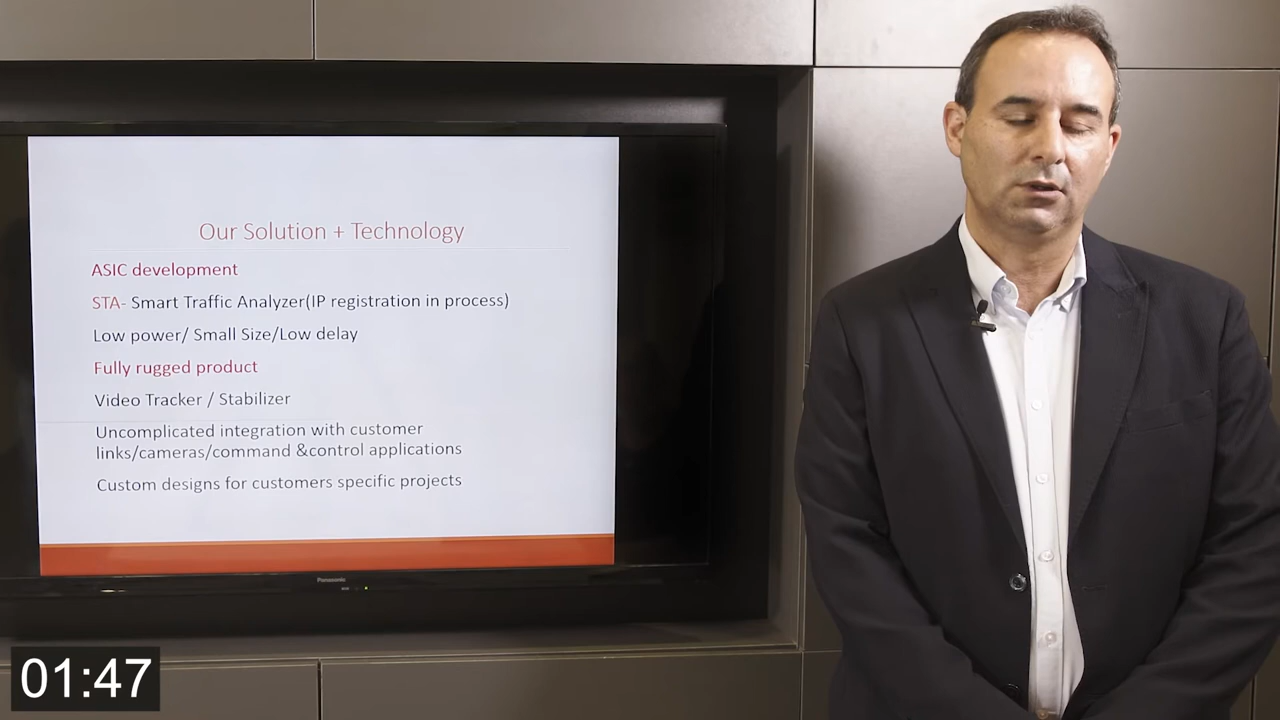 Our Solution + Technology
ASIC development
STA- Smart Traffic Analyzer(IP registration in process)
Low power/ Small Size/Low delay
Fully rugged product
Video Tracker / Stabilizer
Uncomplicated integration with customer
links/cameras/command &control applications
Custom designs for customers specific projects
Panasonic
01:47